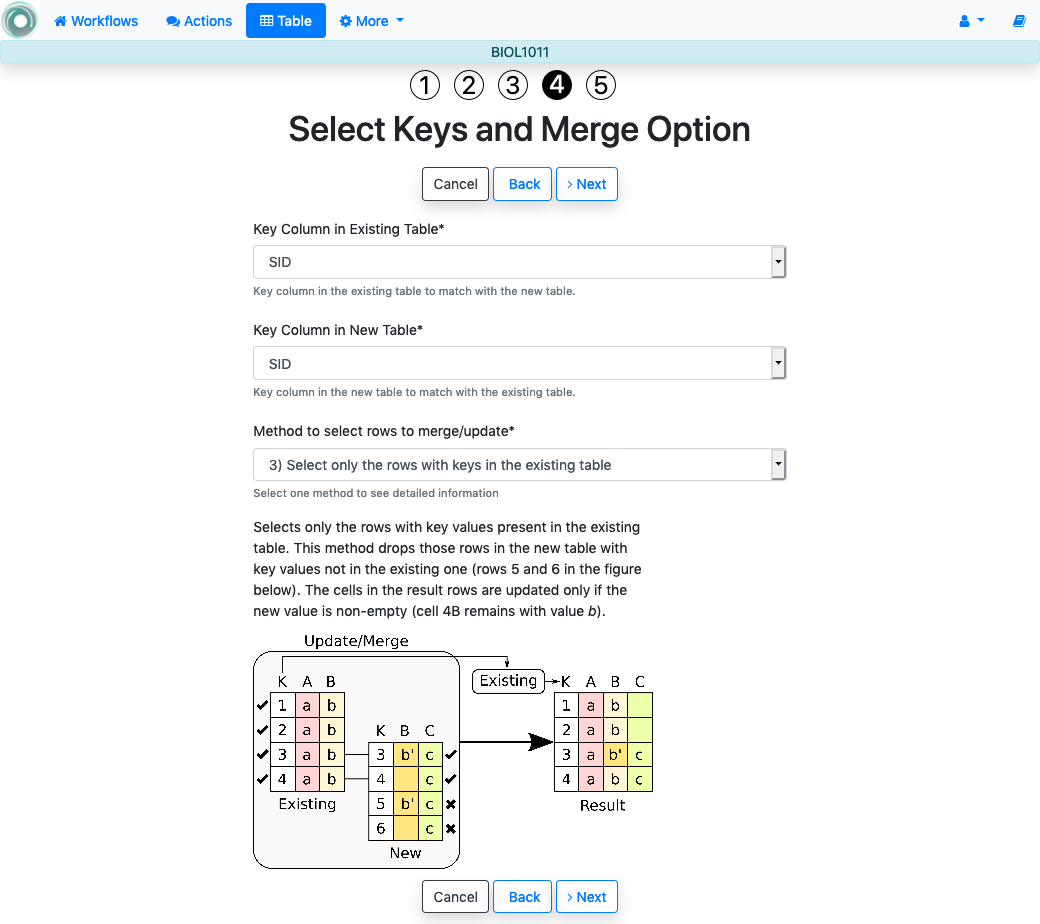 Workflows Actions Table More
BIOL1011
1 2 3 4 5
Select Keys and Merge Option
Cancel Back › Next
Key Column in Existing Table*
SID
Key column in the existing table to match with the new table.
Key Column in New Table*
SID
Key column in the new table to match with the existing table.
Method to select rows to merge/update*
3) Select only the rows with keys in the existing table
Select one method to see detailed information
Selects only the rows with key values present in the existing
table. This method drops those rows in the new table with
key values not in the existing one (rows 5 and 6 in the figure
below). The cells in the result rows are updated only if the
new value is non-empty (cell 4B remains with value b).
Update/Merge
K A B
1 a b
2 a b
3 a b
4 a b
Existing
K B C
3 b' c
4 c
5 b' c
6 c
New
Existing
K A B C
1 a b
2 a b
3 a b' c
4 a b c
Result
Cancel Back › Next